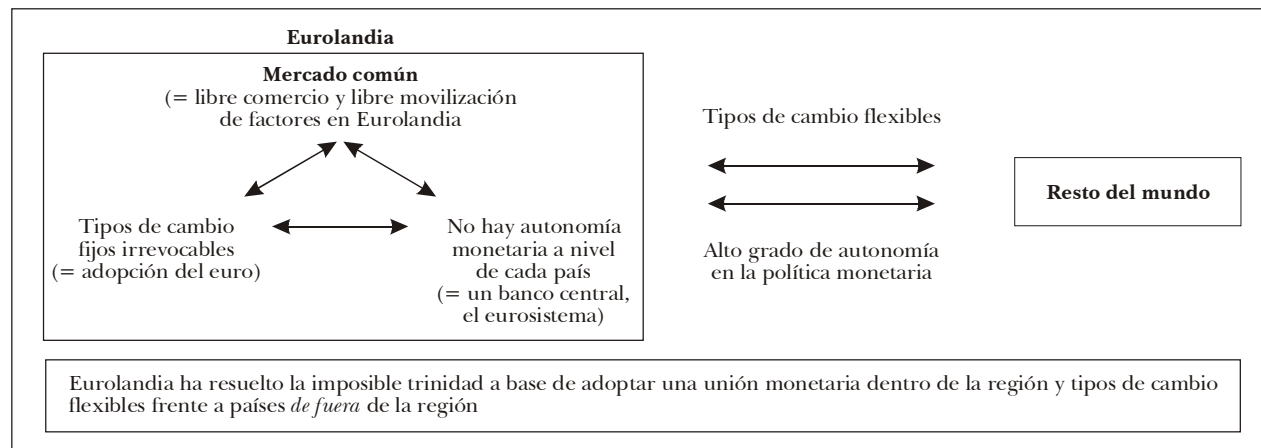 Eurolandia
Mercado común
(= libre comercio y libre movilización
de factores en Eurolandia
Tipos de cambio
fijos irrevocables
(= adopción del euro)
No hay autonomía
monetaria a nivel
de cada país
(= un banco central,
el eurosistema)
Tipos de cambio flexibles
Alto grado de autonomía
en la política monetaria
Resto del mundo
Eurolandia ha resuelto la imposible trinidad a base de adoptar una unión monetaria dentro de la región y tipos de cambio
flexibles frente a países de fuera de la región